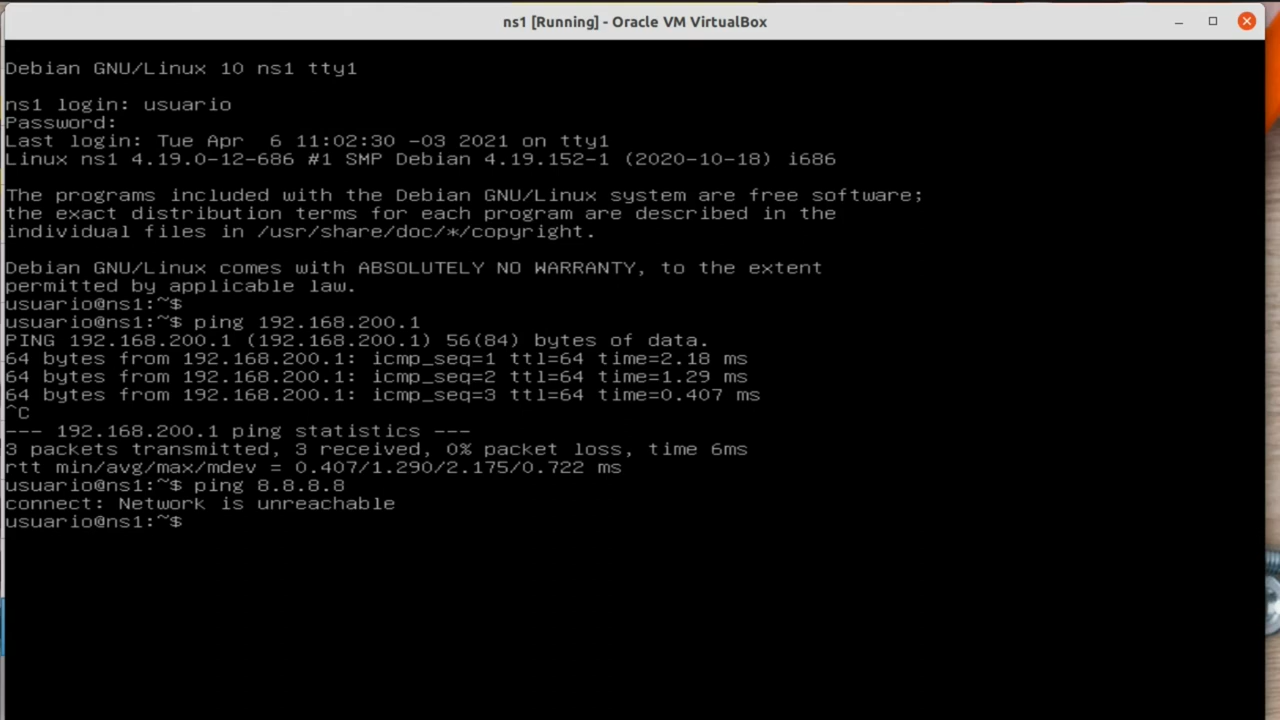 ns1 [Running] - Oracle VM VirtualBox
Debian GNU/Linux 10 ns1 tty1
ns1 login: usuario
Password:
Last login: Tue Apr  6 11:02:30 -03 2021 on tty1
Linux ns1 4.19.0-12-686 #1 SMP Debian 4.19.152-1 (2020-10-18) i686
The programs included with the Debian GNU/Linux system are free software;
the exact distribution terms for each program are described in the
individual files in /usr/share/doc/*/copyright.
Debian GNU/Linux comes with ABSOLUTELY NO WARRANTY, to the extent
permitted by applicable law.
usuario@ns1:~$
usuario@ns1:~$ ping 192.168.200.1
PING 192.168.200.1 (192.168.200.1) 56(84) bytes of data.
64 bytes from 192.168.200.1: icmp_seq=1 ttl=64 time=2.18 ms
64 bytes from 192.168.200.1: icmp_seq=2 ttl=64 time=1.29 ms
64 bytes from 192.168.200.1: icmp_seq=3 ttl=64 time=0.407 ms
^C
--- 192.168.200.1 ping statistics ---
3 packets transmitted, 3 received, 0% packet loss, time 6ms
rtt min/avg/max/mdev = 0.407/1.290/2.175/0.722 ms
usuario@ns1:~$ ping 8.8.8.8
connect: Network is unreachable
usuario@ns1:~$